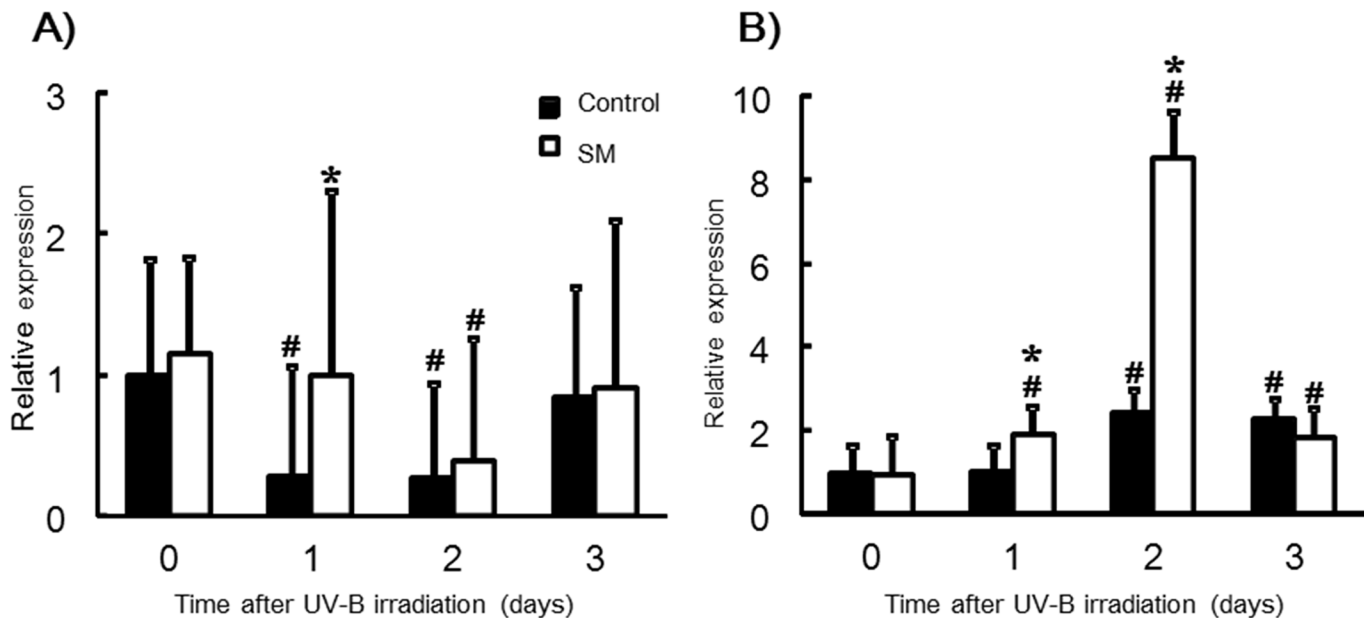 A)
3
2
1
0
Relative expression
Control
SM
*
#
#
#
0 1 2 3
Time after UV-B irradiation (days)
B)
10
8
6
4
2
0
Relative expression
*
#
*
#
#
#
#
0 1 2 3
Time after UV-B irradiation (days)